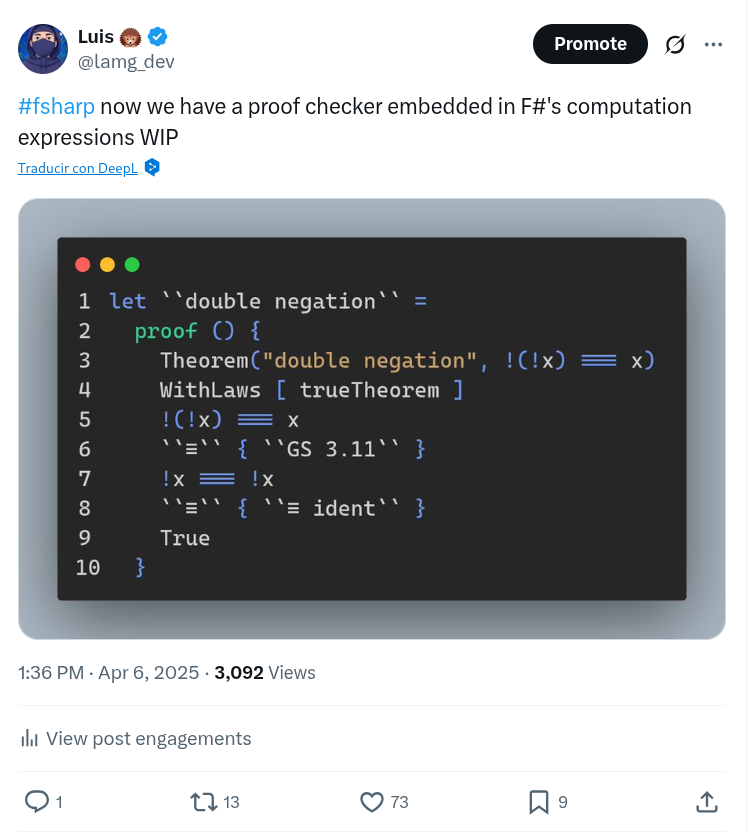 Luis
@lamg_dev
Promote
#fsharp now we have a proof checker embedded in F#'s computation
expressions WIP
Traducir con DeepL
1 let ``double negation`` =
2 proof () {
3 Theorem("double negation", !(!x) === x)
4 WithLaws [ trueTheorem ]
5 !(!x) === x
6 ``≡`` { ``GS 3.11`` }
7 !x === !x
8 ``≡`` { ``≡ ident`` }
9 True
10 }
1:36 PM · Apr 6, 2025 · 3,092 Views
View post engagements
1 13 73 9